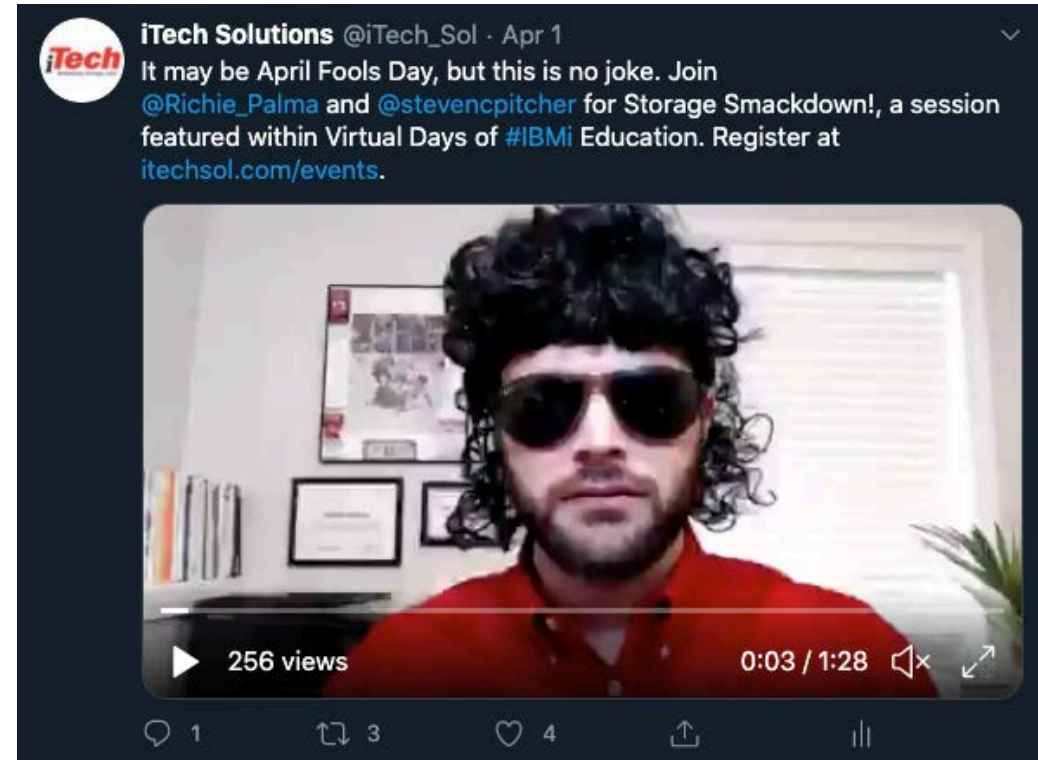 iTech Solutions @iTech_Sol · Apr 1
iTech
It may be April Fools Day, but this is no joke. Join
@Richie_Palma and @stevencpitcher for Storage Smackdown!, a session
featured within Virtual Days of #IBMi Education. Register at
itechsol.com/events.
256 views
0:03 / 1:28
1
3
4